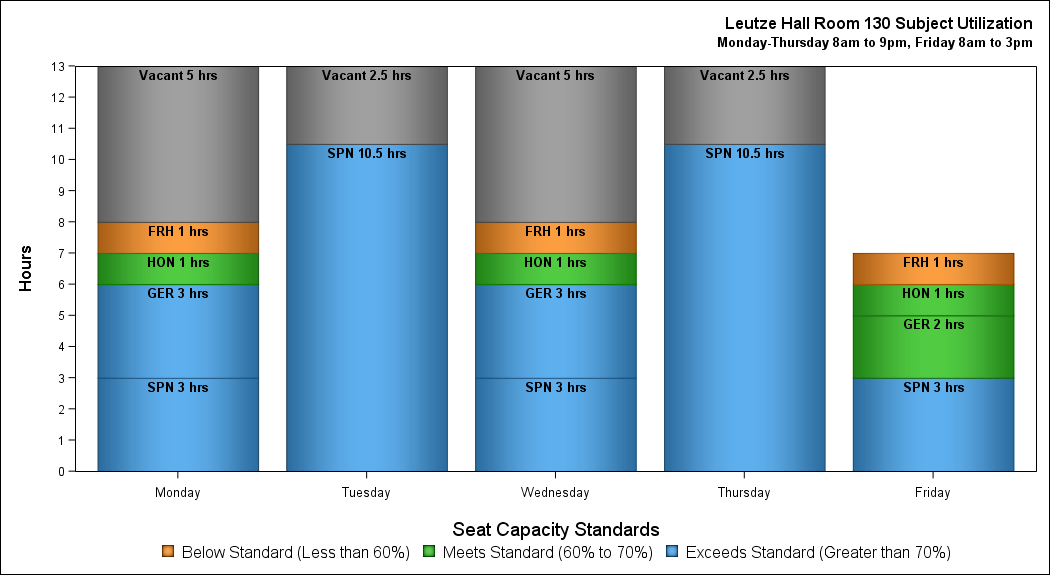 Leutze Hall Room 130 Subject Utilization
Monday-Thursday 8am to 9pm, Friday 8am to 3pm
Hours
13
12
11
10
9
8
7
6
5
4
3
2
1
0
Vacant 5 hrs
FRH 1 hrs
HON 1 hrs
GER 3 hrs
SPN 3 hrs
Vacant 2.5 hrs
SPN 10.5 hrs
Vacant 5 hrs
FRH 1 hrs
HON 1 hrs
GER 3 hrs
SPN 3 hrs
Vacant 2.5 hrs
SPN 10.5 hrs
FRH 1 hrs
HON 1 hrs
GER 2 hrs
SPN 3 hrs
Monday Tuesday Wednesday Thursday Friday
Seat Capacity Standards
Below Standard (Less than 60%) Meets Standard (60% to 70%) Exceeds Standard (Greater than 70%)